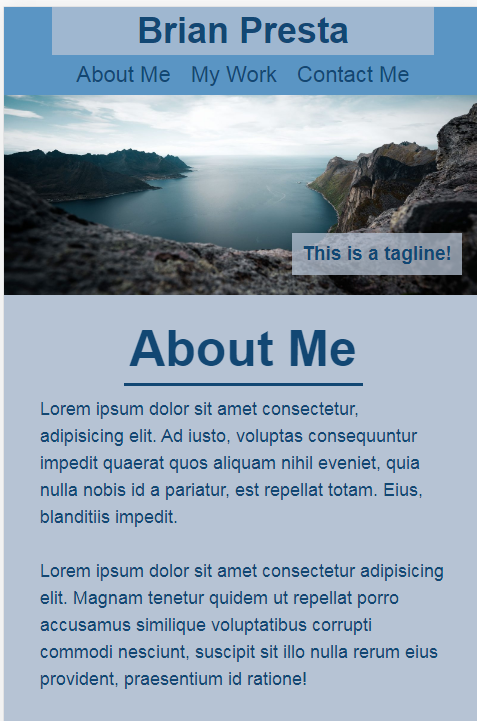 Brian Presta
About Me My Work Contact Me
This is a tagline!
About Me
Lorem ipsum dolor sit amet consectetur,
adipisicing elit. Ad iusto, voluptas consequuntur
impedit quaerat quos aliquam nihil eveniet, quia
nulla nobis id a pariatur, est repellat totam. Eius,
blanditiis impedit.
Lorem ipsum dolor sit amet consectetur adipisicing
elit. Magnam tenetur quidem ut repellat porro
accusamus similique voluptatibus corrupti
commodi nesciunt, suscipit sit illo nulla rerum eius
provident, praesentium id ratione!